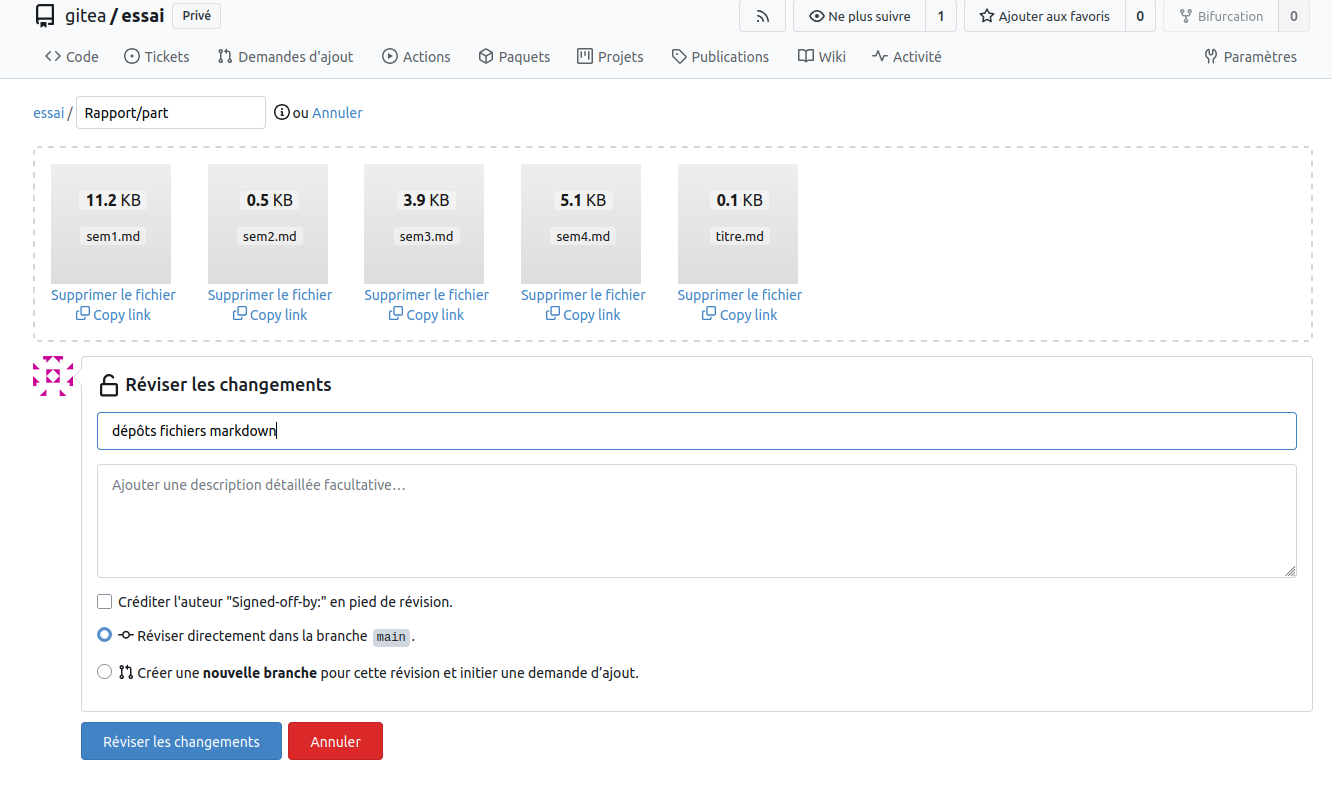 gitea / essai Privé Ne plus suivre 1 Ajouter aux favoris 0 Bifurcation 0
Code Tickets Demandes d'ajout Actions Paquets Projets Publications Wiki Activité Paramètres
essai / Rapport/part ou Annuler
11.2 KB 0.5 KB 3.9 KB 5.1 KB 0.1 KB
sem1.md sem2.md sem3.md sem4.md titre.md
Supprimer le fichier Supprimer le fichier Supprimer le fichier Supprimer le fichier Supprimer le fichier
Copy link Copy link Copy link Copy link Copy link
Réviser les changements
dépôts fichiers markdown
Ajouter une description détaillée facultative…
Créditer l'auteur "Signed-off-by:" en pied de révision.
Réviser directement dans la branche main .
Créer une nouvelle branche pour cette révision et initier une demande d’ajout.
Réviser les changements Annuler